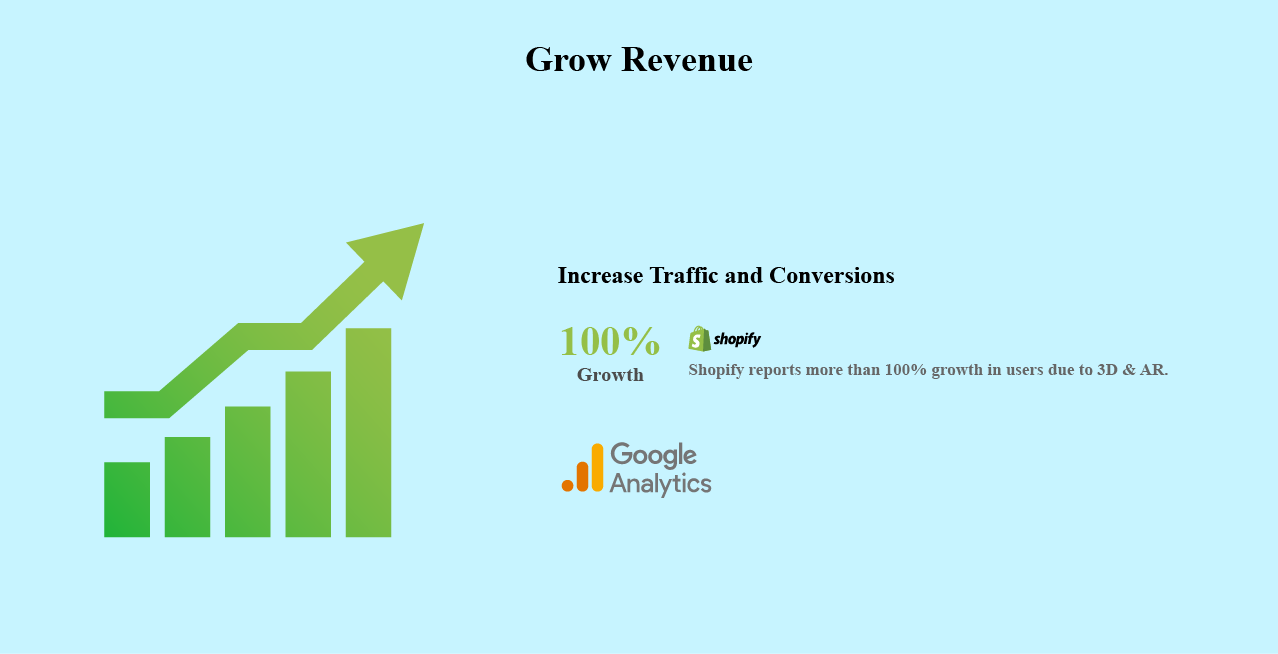 Grow Revenue
Increase Traffic and Conversions
100%
Growth
shopify
Shopify reports more than 100% growth in users due to 3D & AR.
Google
Analytics